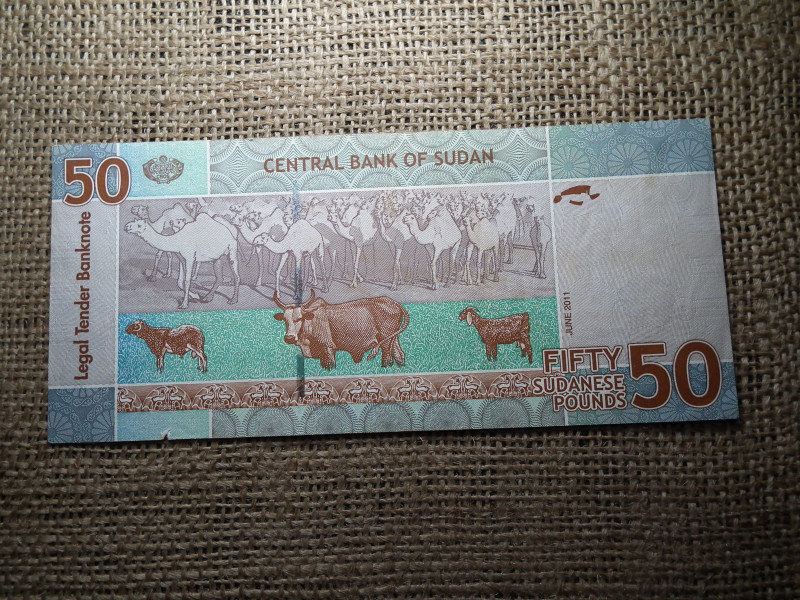 CENTRAL BANK OF SUDAN
50
Legal Tender Banknote
JUNE 2011
FIFTY
SUDANESE
POUNDS
50